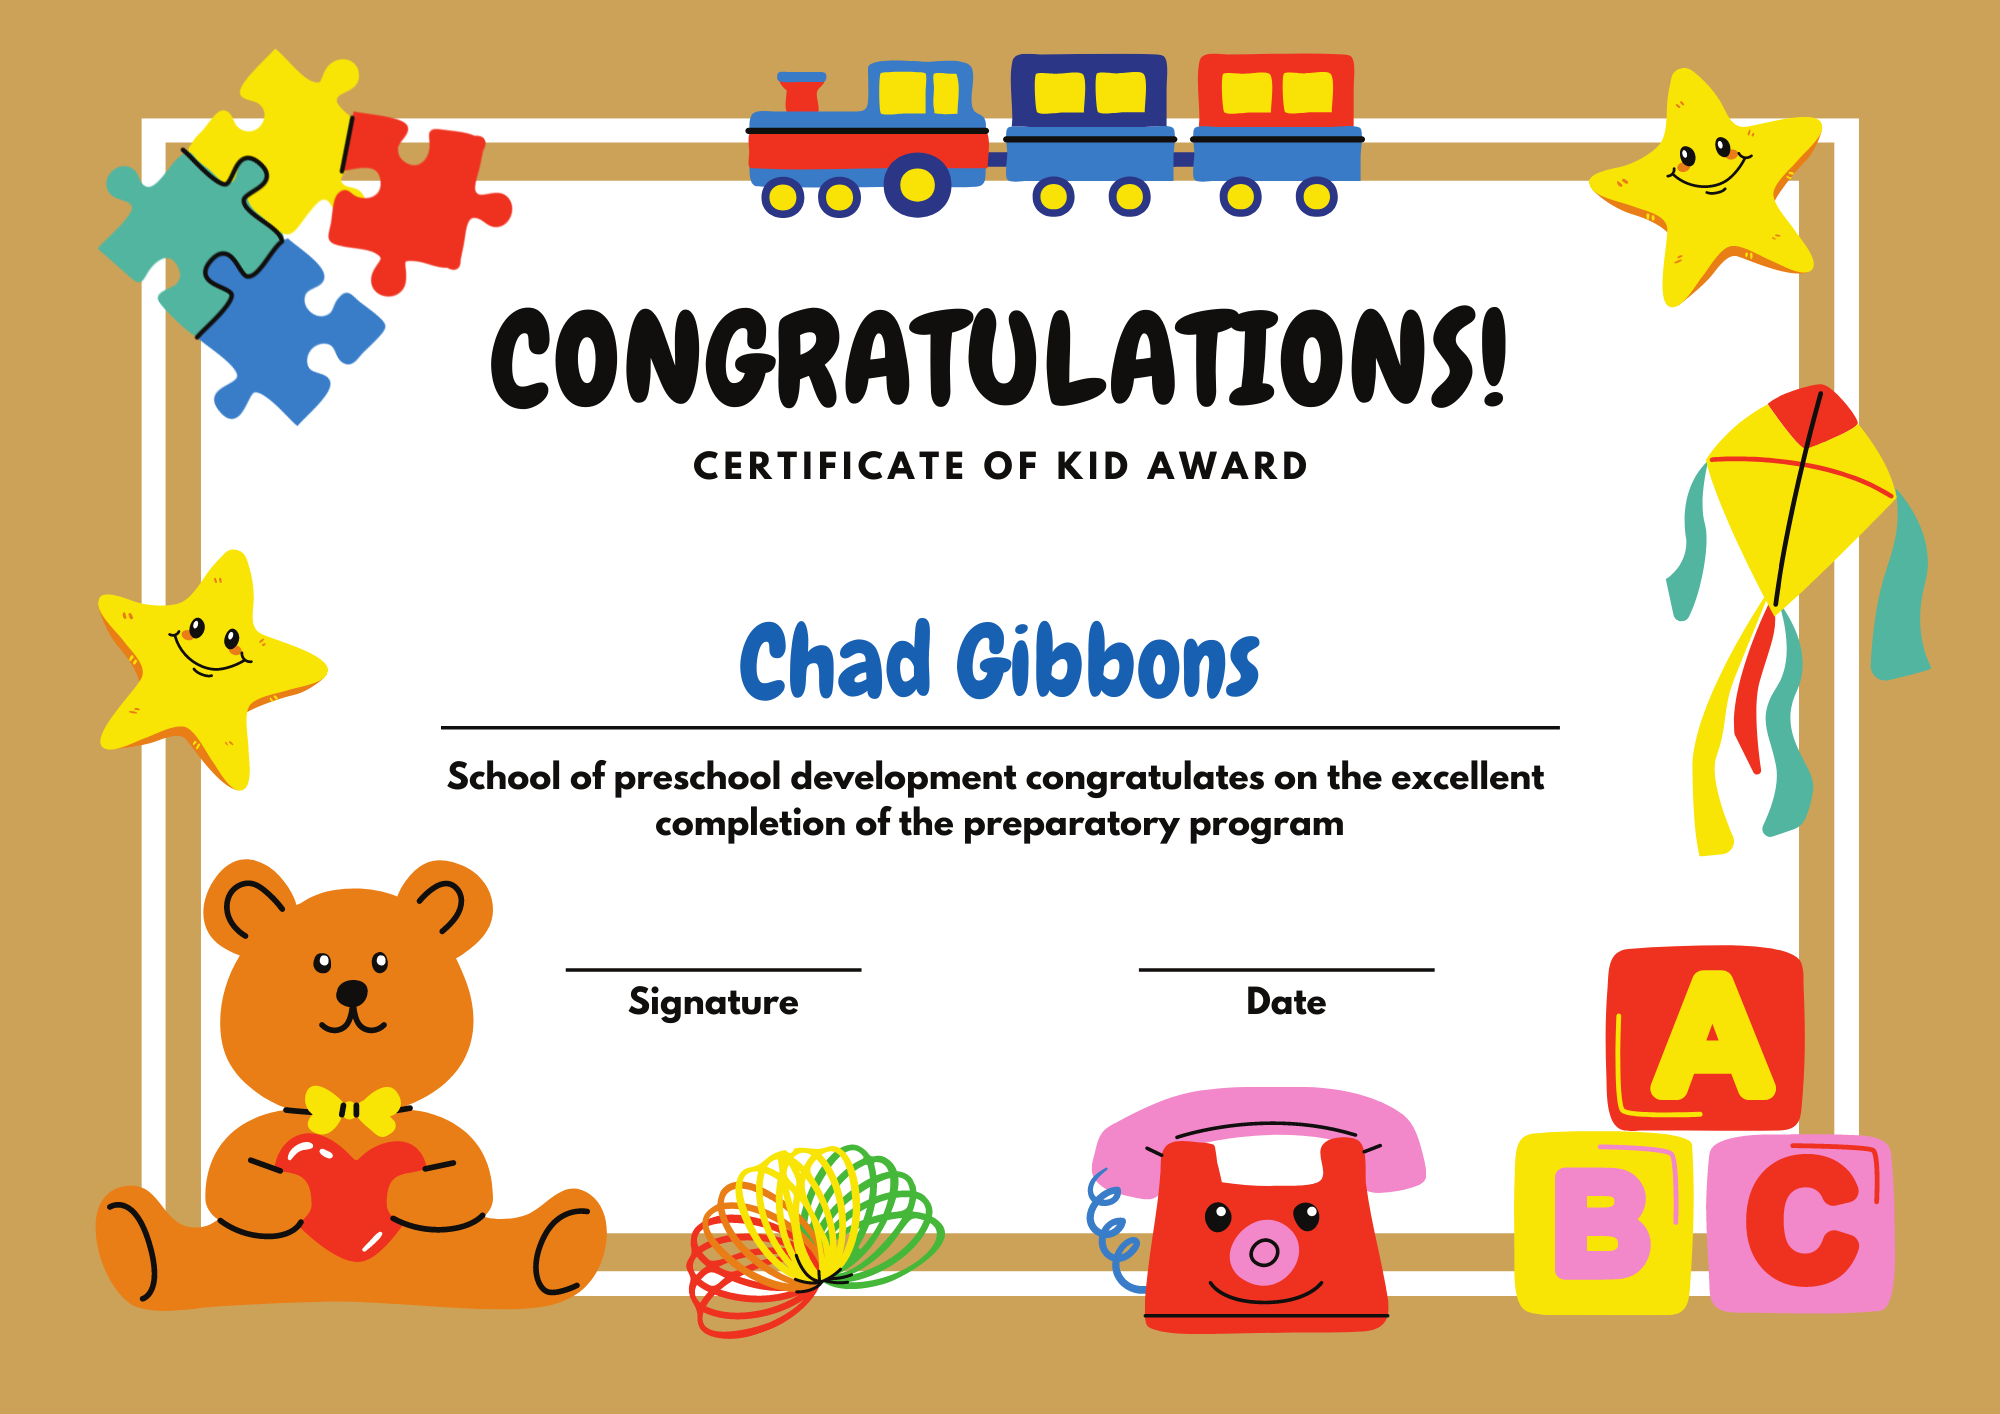 CONGRATULATIONS!
CERTIFICATE OF KID AWARD
Chad Gibbons
School of preschool development congratulates on the excellent
completion of the preparatory program
Signature
Date
A
B
C